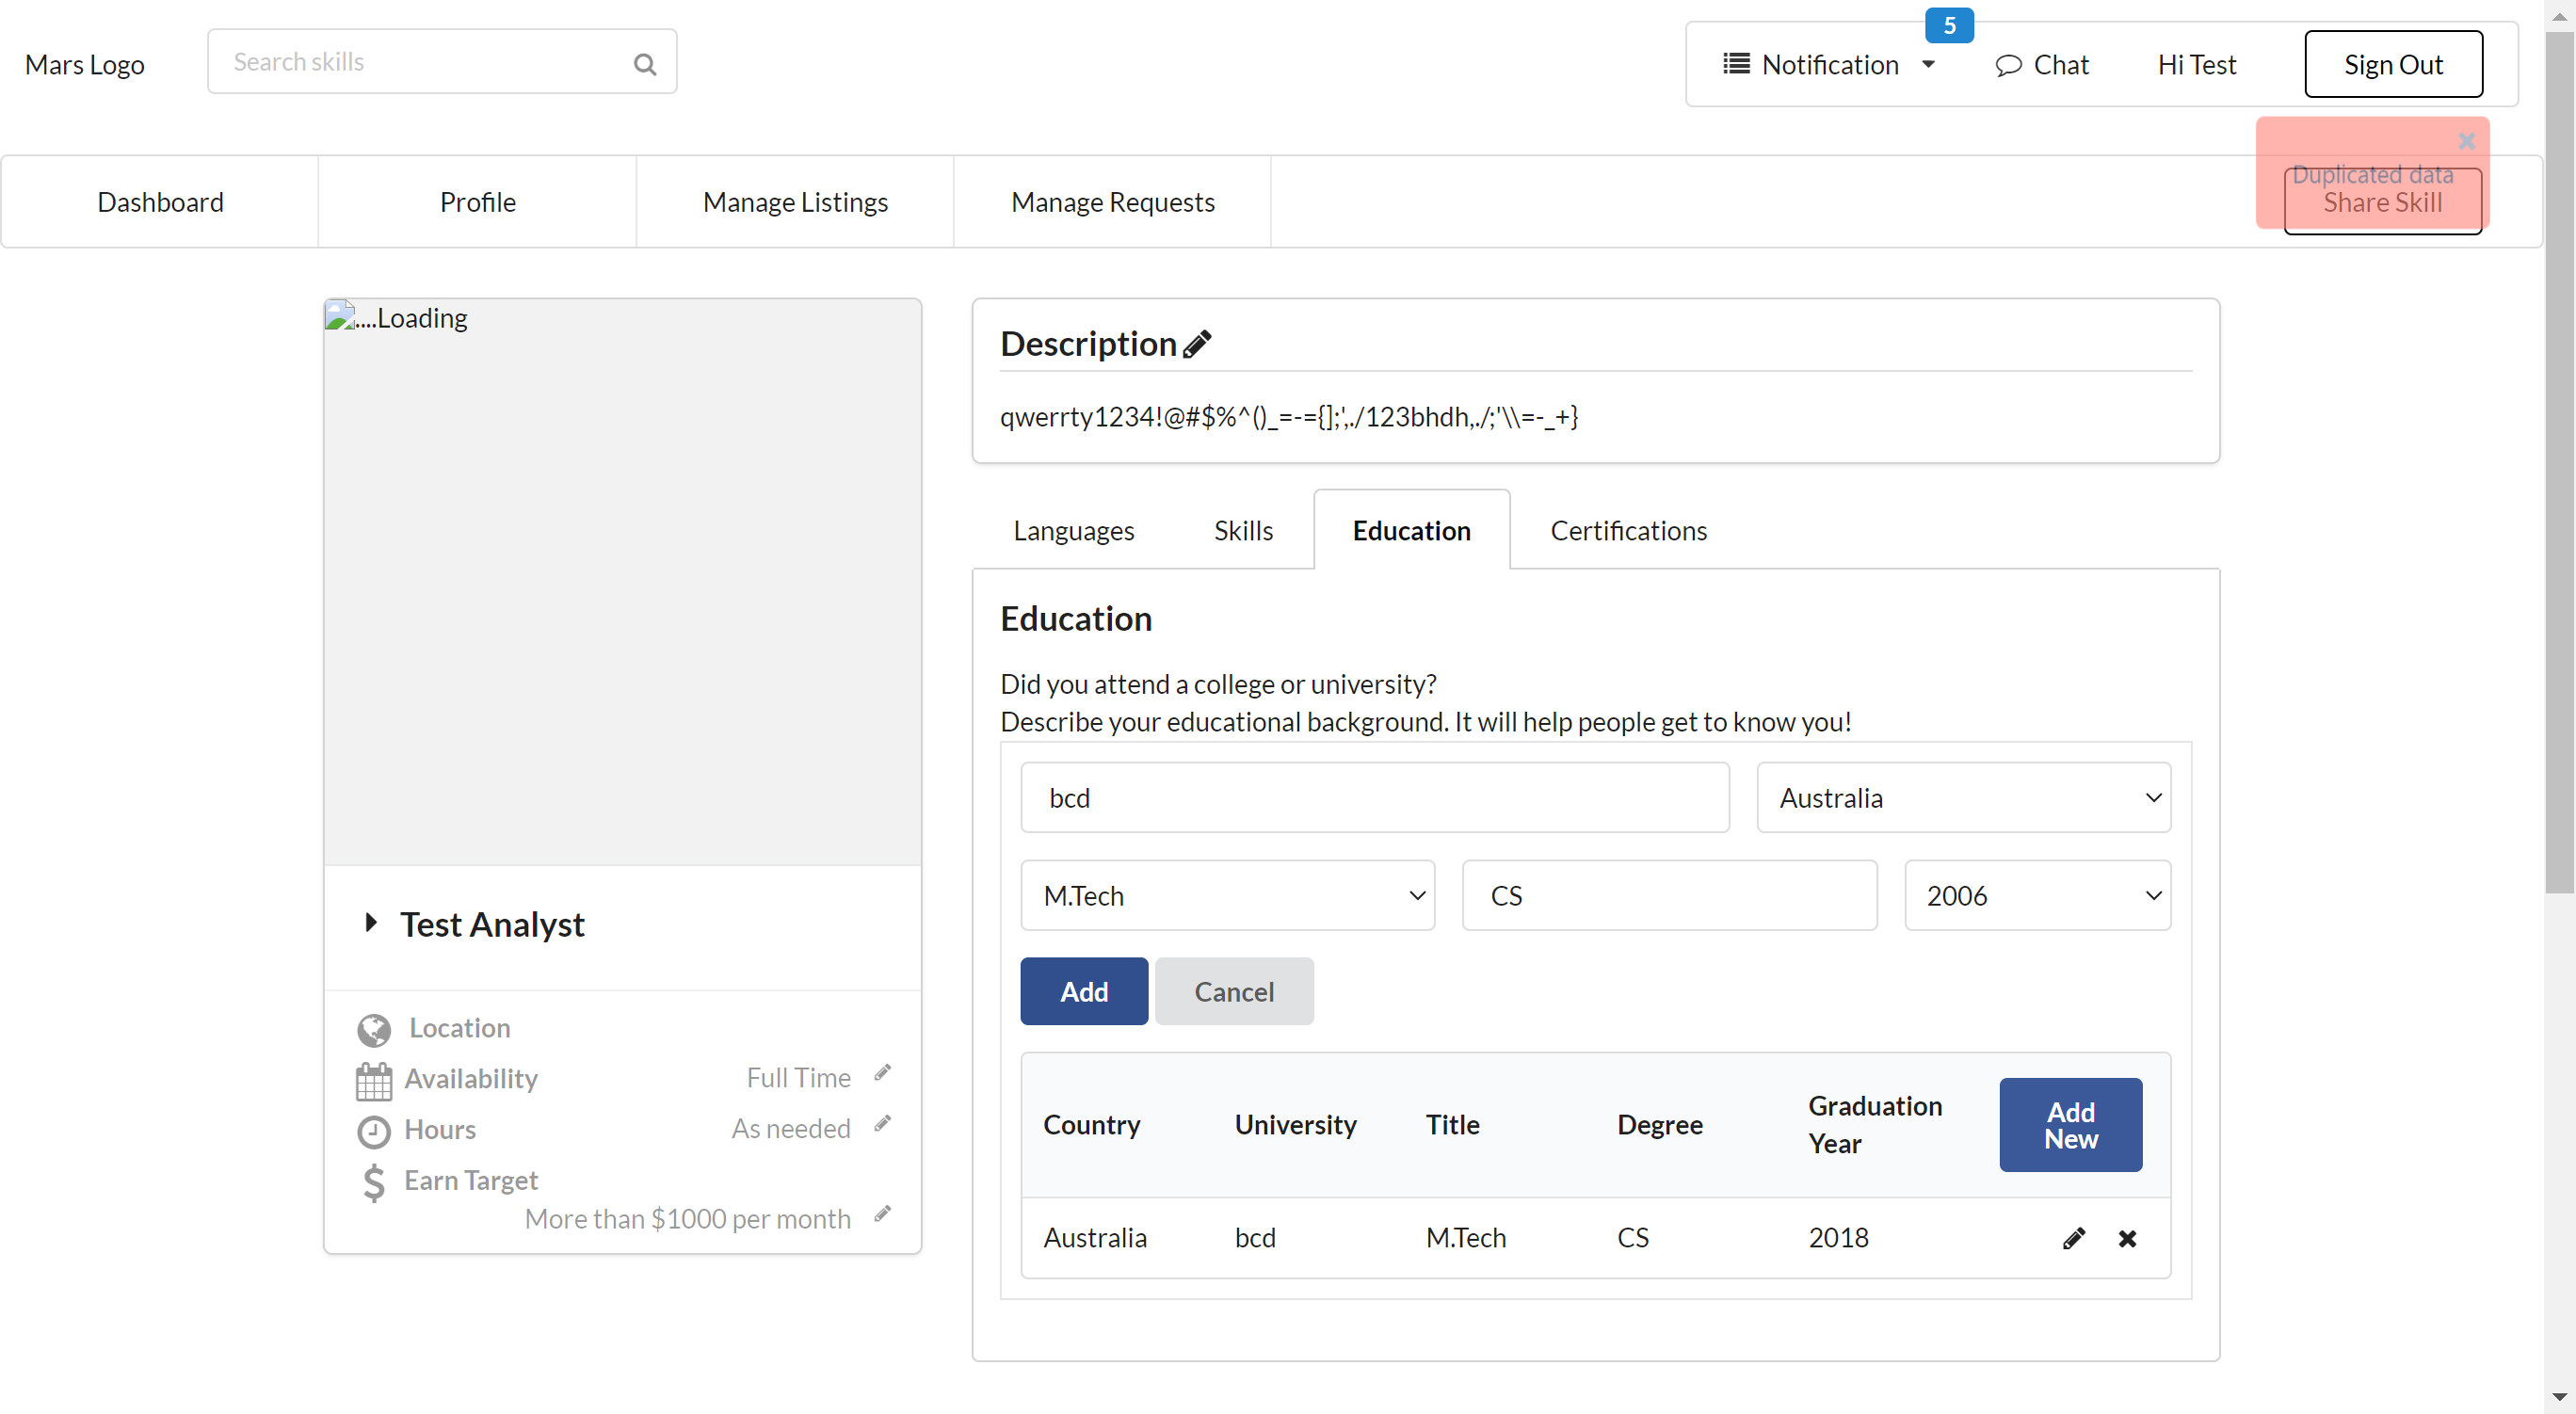 Mars Logo
Search skills
5
Notification
Chat
Hi Test
Sign Out
Dashboard
Profile
Manage Listings
Manage Requests
Duplicated data
Share Skill
....Loading
Test Analyst
Location
Availability
Full Time
Hours
As needed
Earn Target
More than $1000 per month
Description
qwerrty1234!@#$%^()_=-={];',./123bhdh,./;'\\=-_+}
Languages
Skills
Education
Certifications
Education
Did you attend a college or university?
Describe your educational background. It will help people get to know you!
bcd
Australia
M.Tech
CS
2006
Add
Cancel
Country
University
Title
Degree
Graduation
Year
Add
New
Australia
bcd
M.Tech
CS
2018